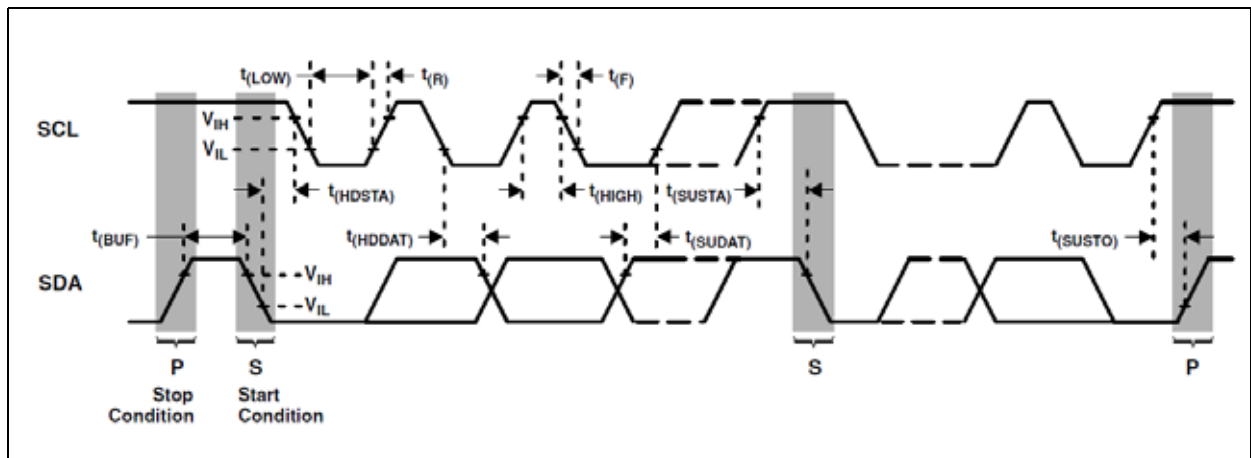 t(LOW)
t(R)
t(F)
SCL
VIH
VIL
t(HDSTA)
t(HIGH)
t(SUSTA)
t(BUF)
t(HDDAT)
t(SUDAT)
t(SUSTO)
SDA
VIH
VIL
P
S
S
P
Stop
Condition
Start
Condition